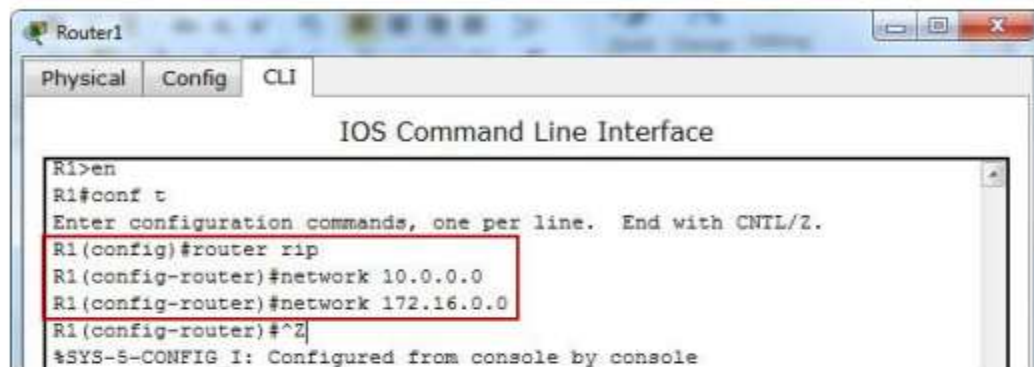 Router1
Physical Config CLI
IOS Command Line Interface
R1>en
R1#conf t
Enter configuration commands, one per line.  End with CNTL/Z.
R1(config)#router rip
R1(config-router)#network 10.0.0.0
R1(config-router)#network 172.16.0.0
R1(config-router)#^Z
%SYS-5-CONFIG I: Configured from console by console